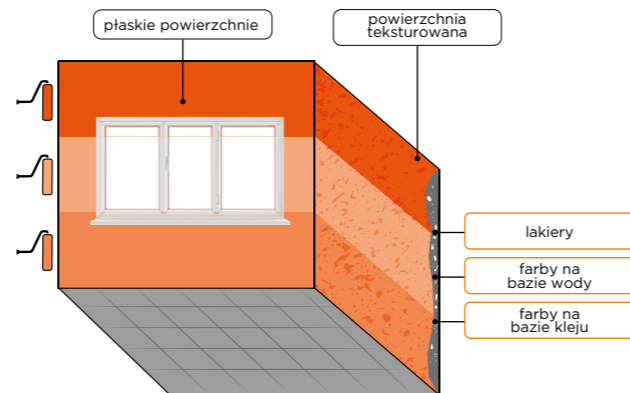 płaskie powierzchnie
powierzchnia
teksturowana
lakiery
farby na
bazie wody
farby na
bazie kleju